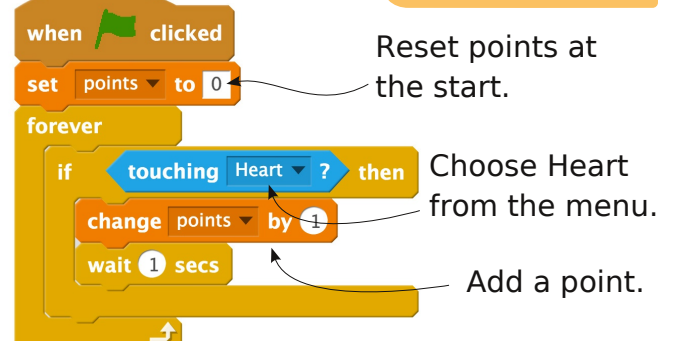 when clicked
set points to 0
Reset points at
the start.
forever
if touching Heart ? then
Choose Heart
from the menu.
change points by 1
wait 1 secs
Add a point.